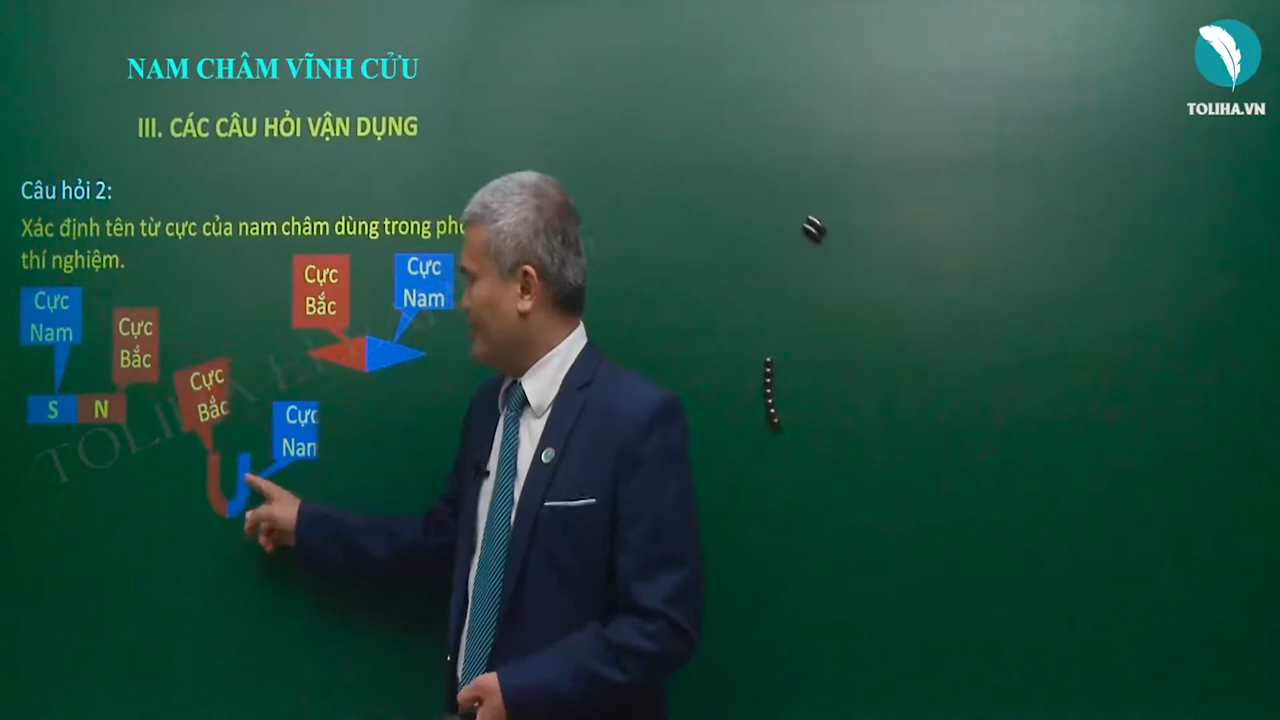 NAM CHÂM VĨNH CỬU
III. CÁC CÂU HỎI VẬN DỤNG
Câu hỏi 2:
Xác định tên từ cực của nam châm dùng trong
thí nghiệm.
Cực
Nam
Cực
Bắc
S N
Cực
Bắc
Cực
Nam
Cực
Bắc
Cực
Nam
TOLIHA.VN